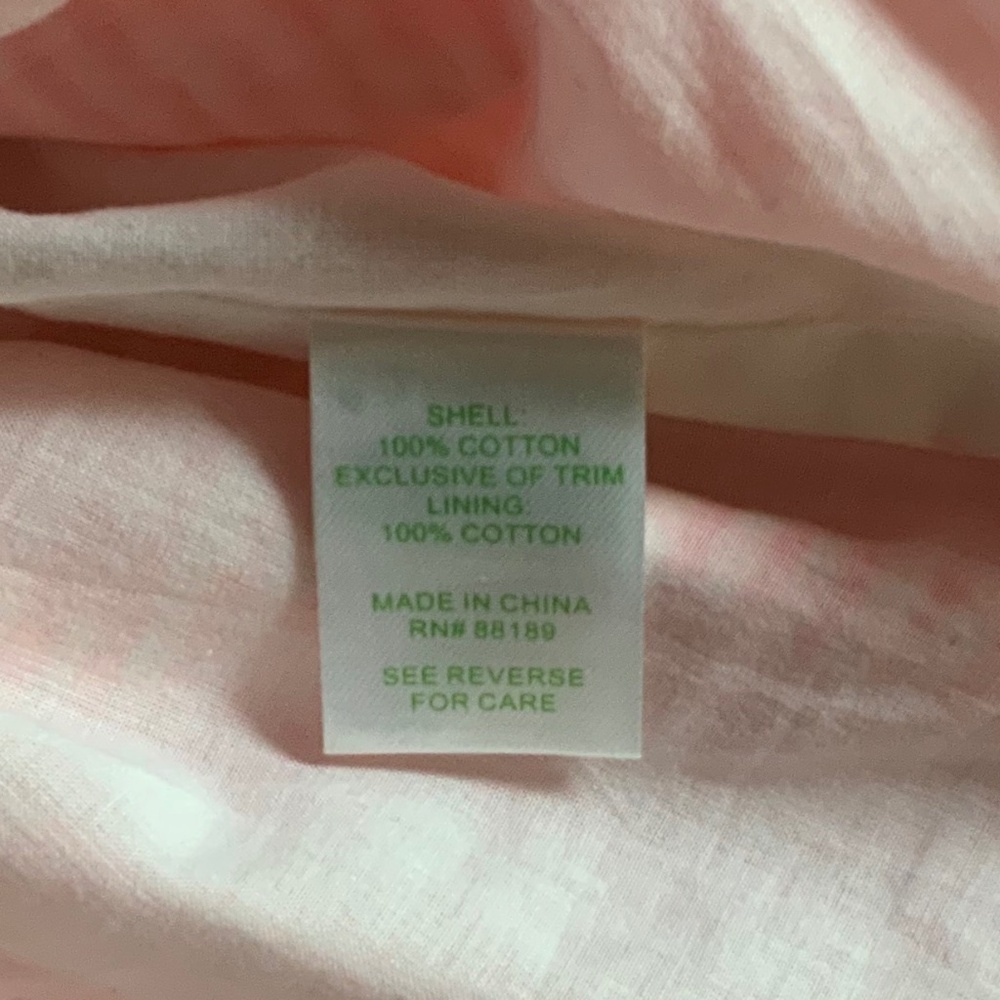 SHELL:
100% COTTON
EXCLUSIVE OF TRIM
LINING:
100% COTTON
MADE IN CHINA
RN# 88189
SEE REVERSE
FOR CARE